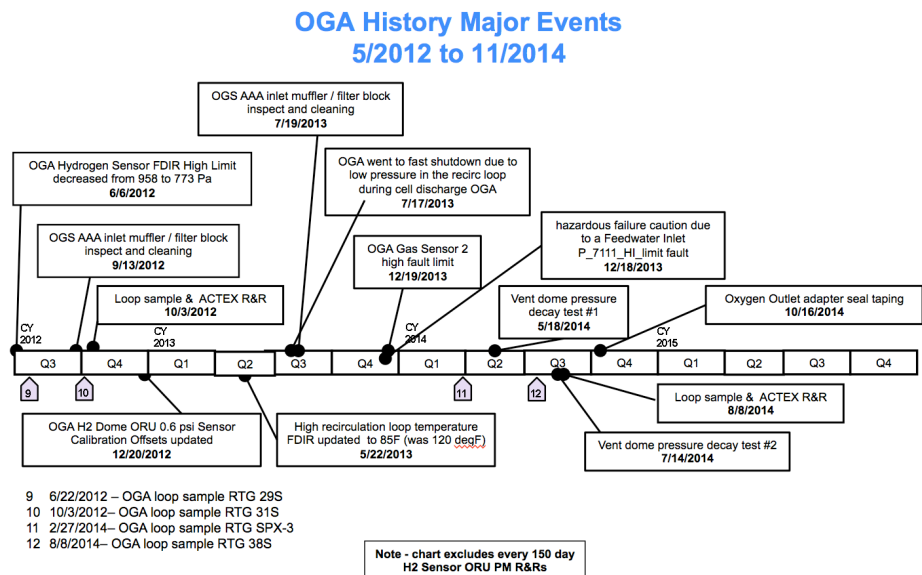 OGA History Major Events
5/2012 to 11/2014
OGS AAA inlet muffler / filter block
inspect and cleaning
7/19/2013
OGA Hydrogen Sensor FDIR High Limit
decreased from 958 to 773 Pa
6/6/2012
OGA went to fast shutdown due to
low pressure in the recirc loop
during cell discharge OGA
7/17/2013
OGS AAA inlet muffler / filter block
inspect and cleaning
9/13/2012
OGA Gas Sensor 2
high fault limit
12/19/2013
hazardous failure caution due
to a Feedwater Inlet
P_7111_HI_limit fault
12/18/2013
Loop sample & ACTEX R&R
10/3/2012
Vent dome pressure
decay test #1
5/18/2014
Oxygen Outlet adapter seal taping
10/16/2014
CY
2012
CY
2013
CY
2014
CY
2015
Q3 Q4 Q1 Q2 Q3 Q4 Q1 Q2 Q3 Q4 Q1 Q2 Q3 Q4
9 10 11 12
OGA H2 Dome ORU 0.6 psi Sensor
Calibration Offsets updated
12/20/2012
High recirculation loop temperature
FDIR updated to 85F (was 120 degF)
5/22/2013
Loop sample & ACTEX R&R
8/8/2014
Vent dome pressure decay test #2
7/14/2014
9 6/22/2012– OGA loop sample RTG 29S
10 10/3/2012– OGA loop sample RTG 31S
11 2/27/2014– OGA loop sample RTG SPX-3
12 8/8/2014– OGA loop sample RTG 38S
Note - chart excludes every 150 day
H2 Sensor ORU PM R&Rs